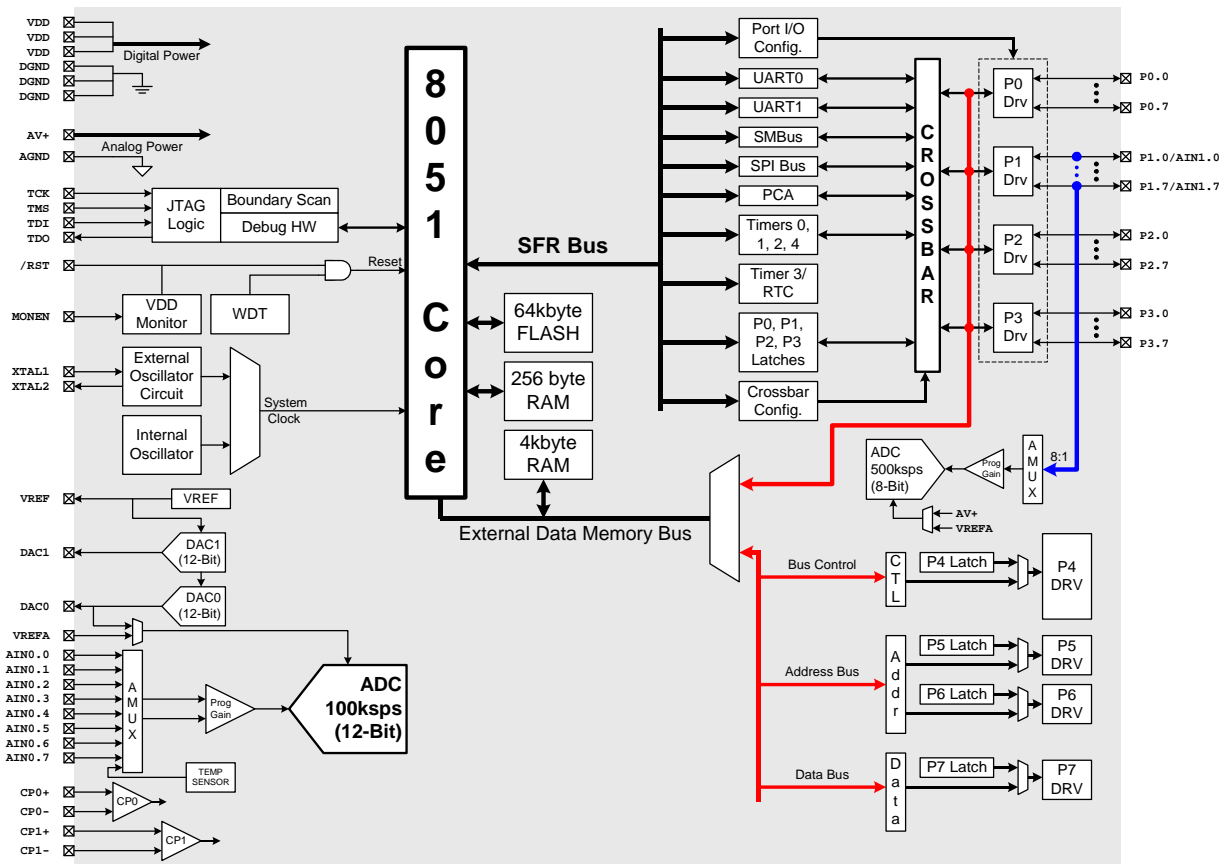 VDD
VDD
VDD
Digital Power
DGND
DGND
DGND
AV+
Analog Power
AGND
TCK
TMS
TDI
TDO
JTAG
Logic
Boundary Scan
Debug HW
/RST
Reset
MONEN
VDD
Monitor
WDT
XTAL1
XTAL2
External
Oscillator
Circuit
Internal
Oscillator
System
Clock
VREF
VREF
DAC1
DAC1
(12-Bit)
DAC0
DAC0
(12-Bit)
VREFA
AIN0.0
AIN0.1
AIN0.2
AIN0.3
AIN0.4
AIN0.5
AIN0.6
AIN0.7
AMUX
Prog
Gain
ADC
100ksps
(12-Bit)
TEMP
SENSOR
CP0+
CP0-
CP0
CP1+
CP1-
CP1
8051 Core
SFR Bus
64kbyte
FLASH
256 byte
RAM
4kbyte
RAM
External Data Memory Bus
Port I/O
Config.
UART0
UART1
SMBus
SPI Bus
PCA
Timers 0,
1, 2, 4
Timer 3/
RTC
P0, P1,
P2, P3
Latches
Crossbar
Config.
CROSSBAR
P0
Drv
P1
Drv
P2
Drv
P3
Drv
P0.0
P0.7
P1.0/AIN1.0
P1.7/AIN1.7
P2.0
P2.7
P3.0
P3.7
ADC
500ksps
(8-Bit)
Prog
Gain
AMUX
8:1
AV+
VREFA
Bus Control
CTL
P4 Latch
P4
DRV
Address Bus
Addr
P5 Latch
P5
DRV
P6 Latch
P6
DRV
Data Bus
Data
P7 Latch
P7
DRV